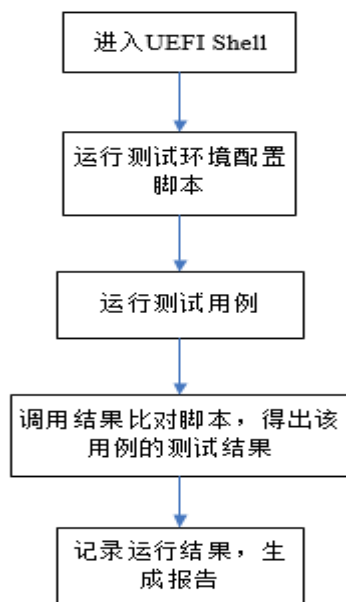 进入UEFI Shell
运行测试环境配置
脚本
运行测试用例
调用结果比对脚本，得出该
用例的测试结果
记录运行结果，生
成报告